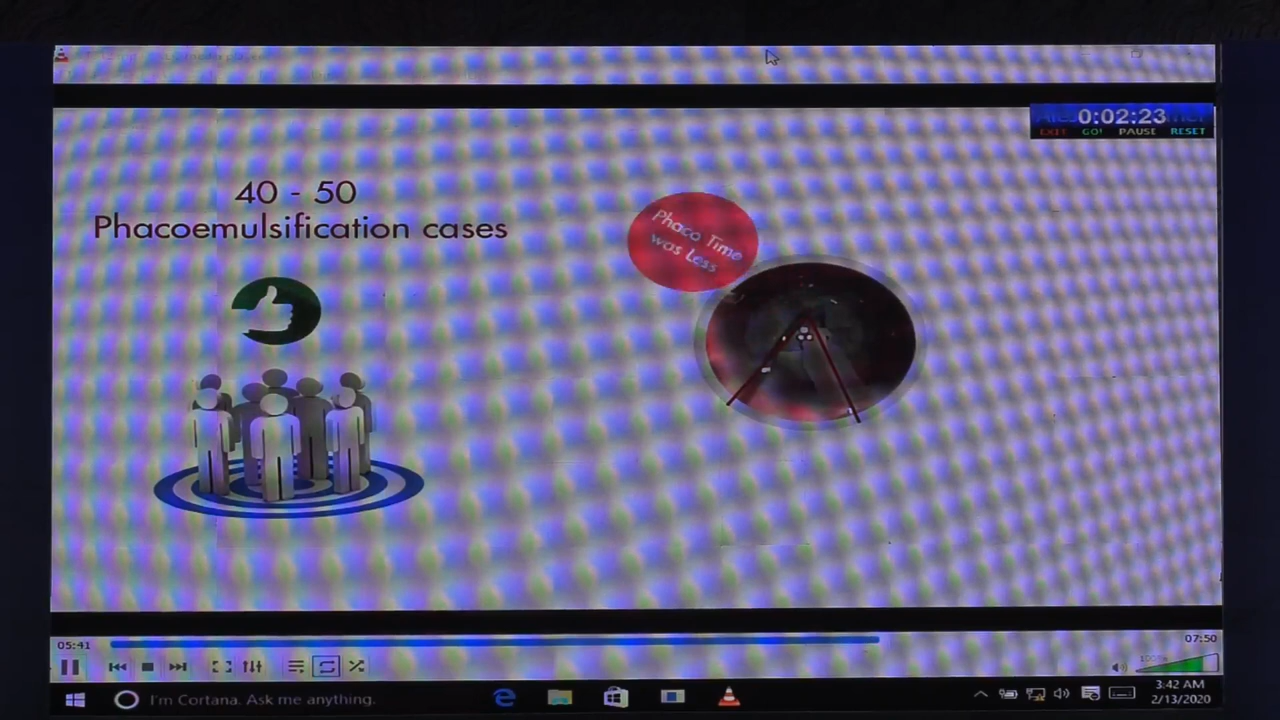 0:02:23
EXIT GO! PAUSE RESET
40 - 50
Phacoemulsification cases
Phaco Time
was Less
05:41
07:50
100%
I'm Cortana. Ask me anything.
3:42 AM
2/13/2020